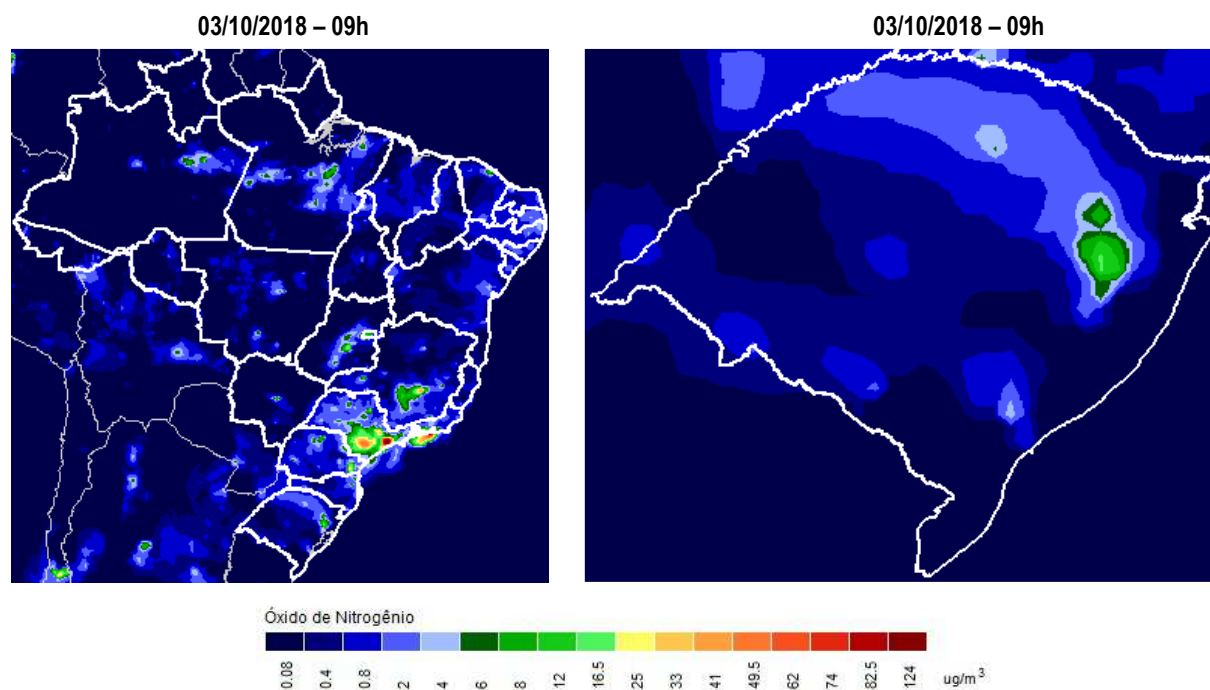 03/10/2018 – 09h
03/10/2018 – 09h
Óxido de Nitrogênio
0.08 0.4 0.8 2 4 6 8 12 16.5 25 33 41 49.5 62 74 82.5 124 ug/m³